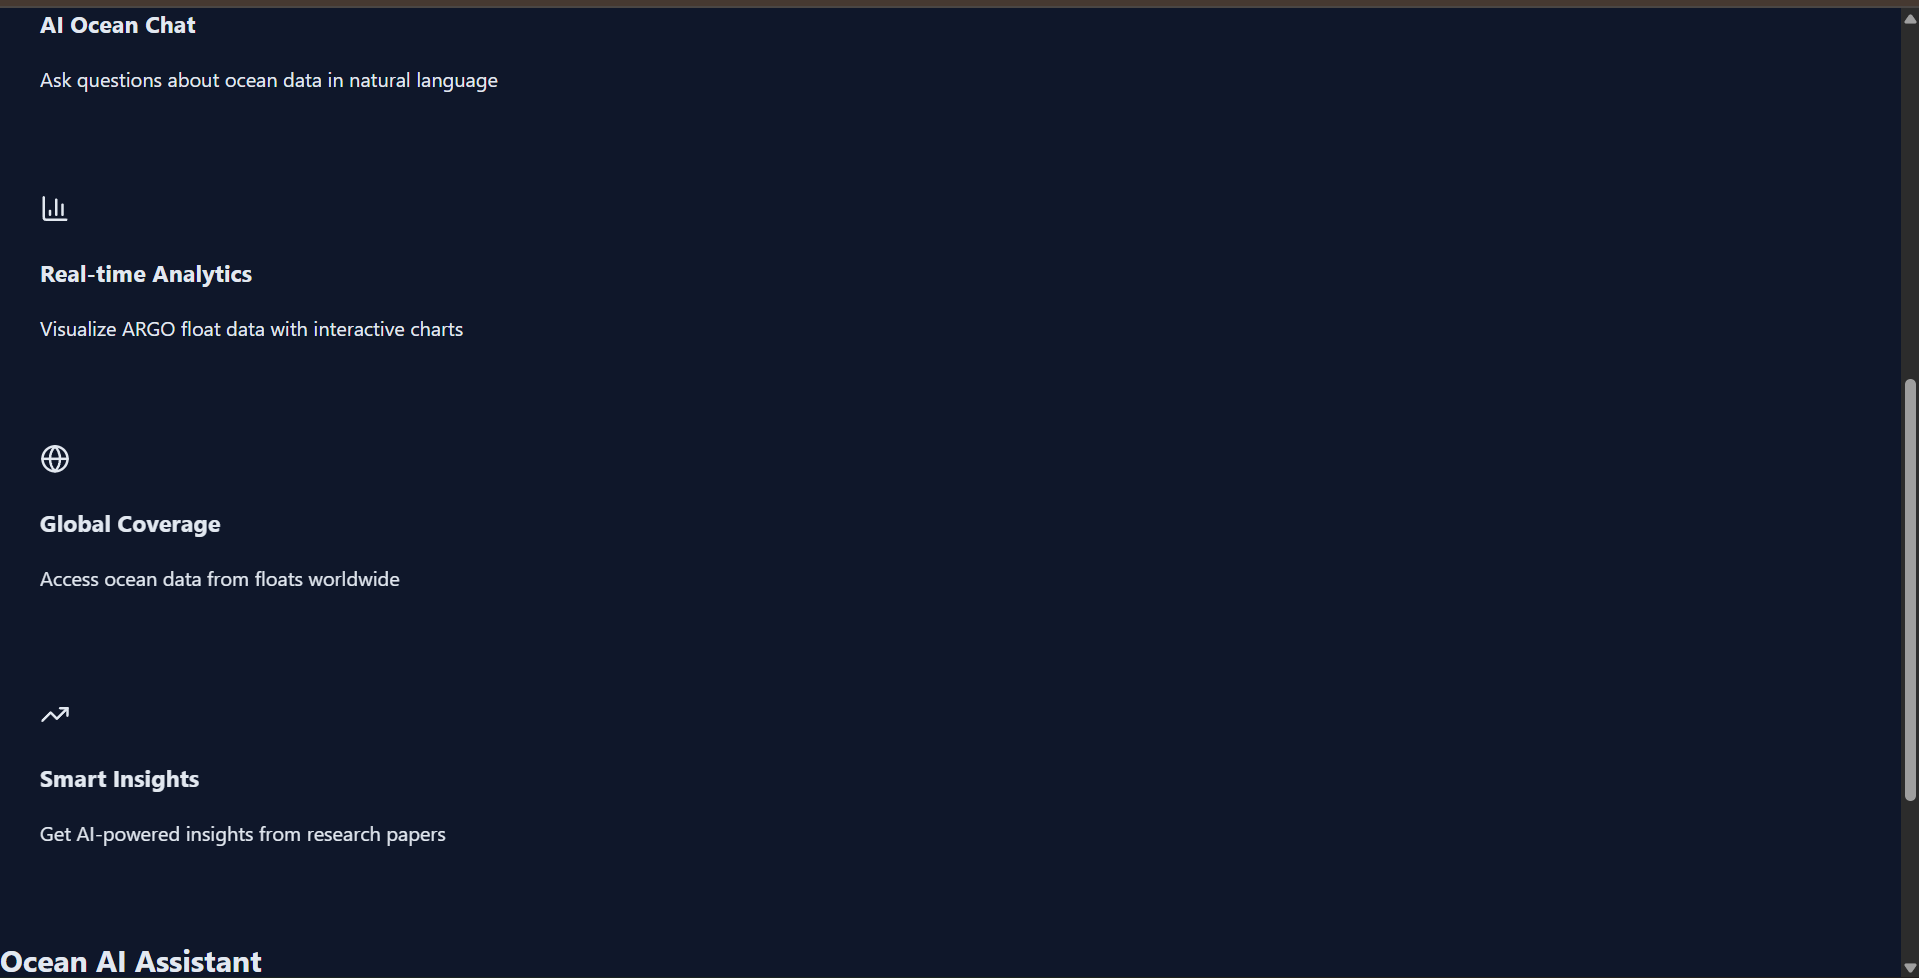 AI Ocean Chat
Ask questions about ocean data in natural language
Real-time Analytics
Visualize ARGO float data with interactive charts
Global Coverage
Access ocean data from floats worldwide
Smart Insights
Get AI-powered insights from research papers
Ocean AI Assistant